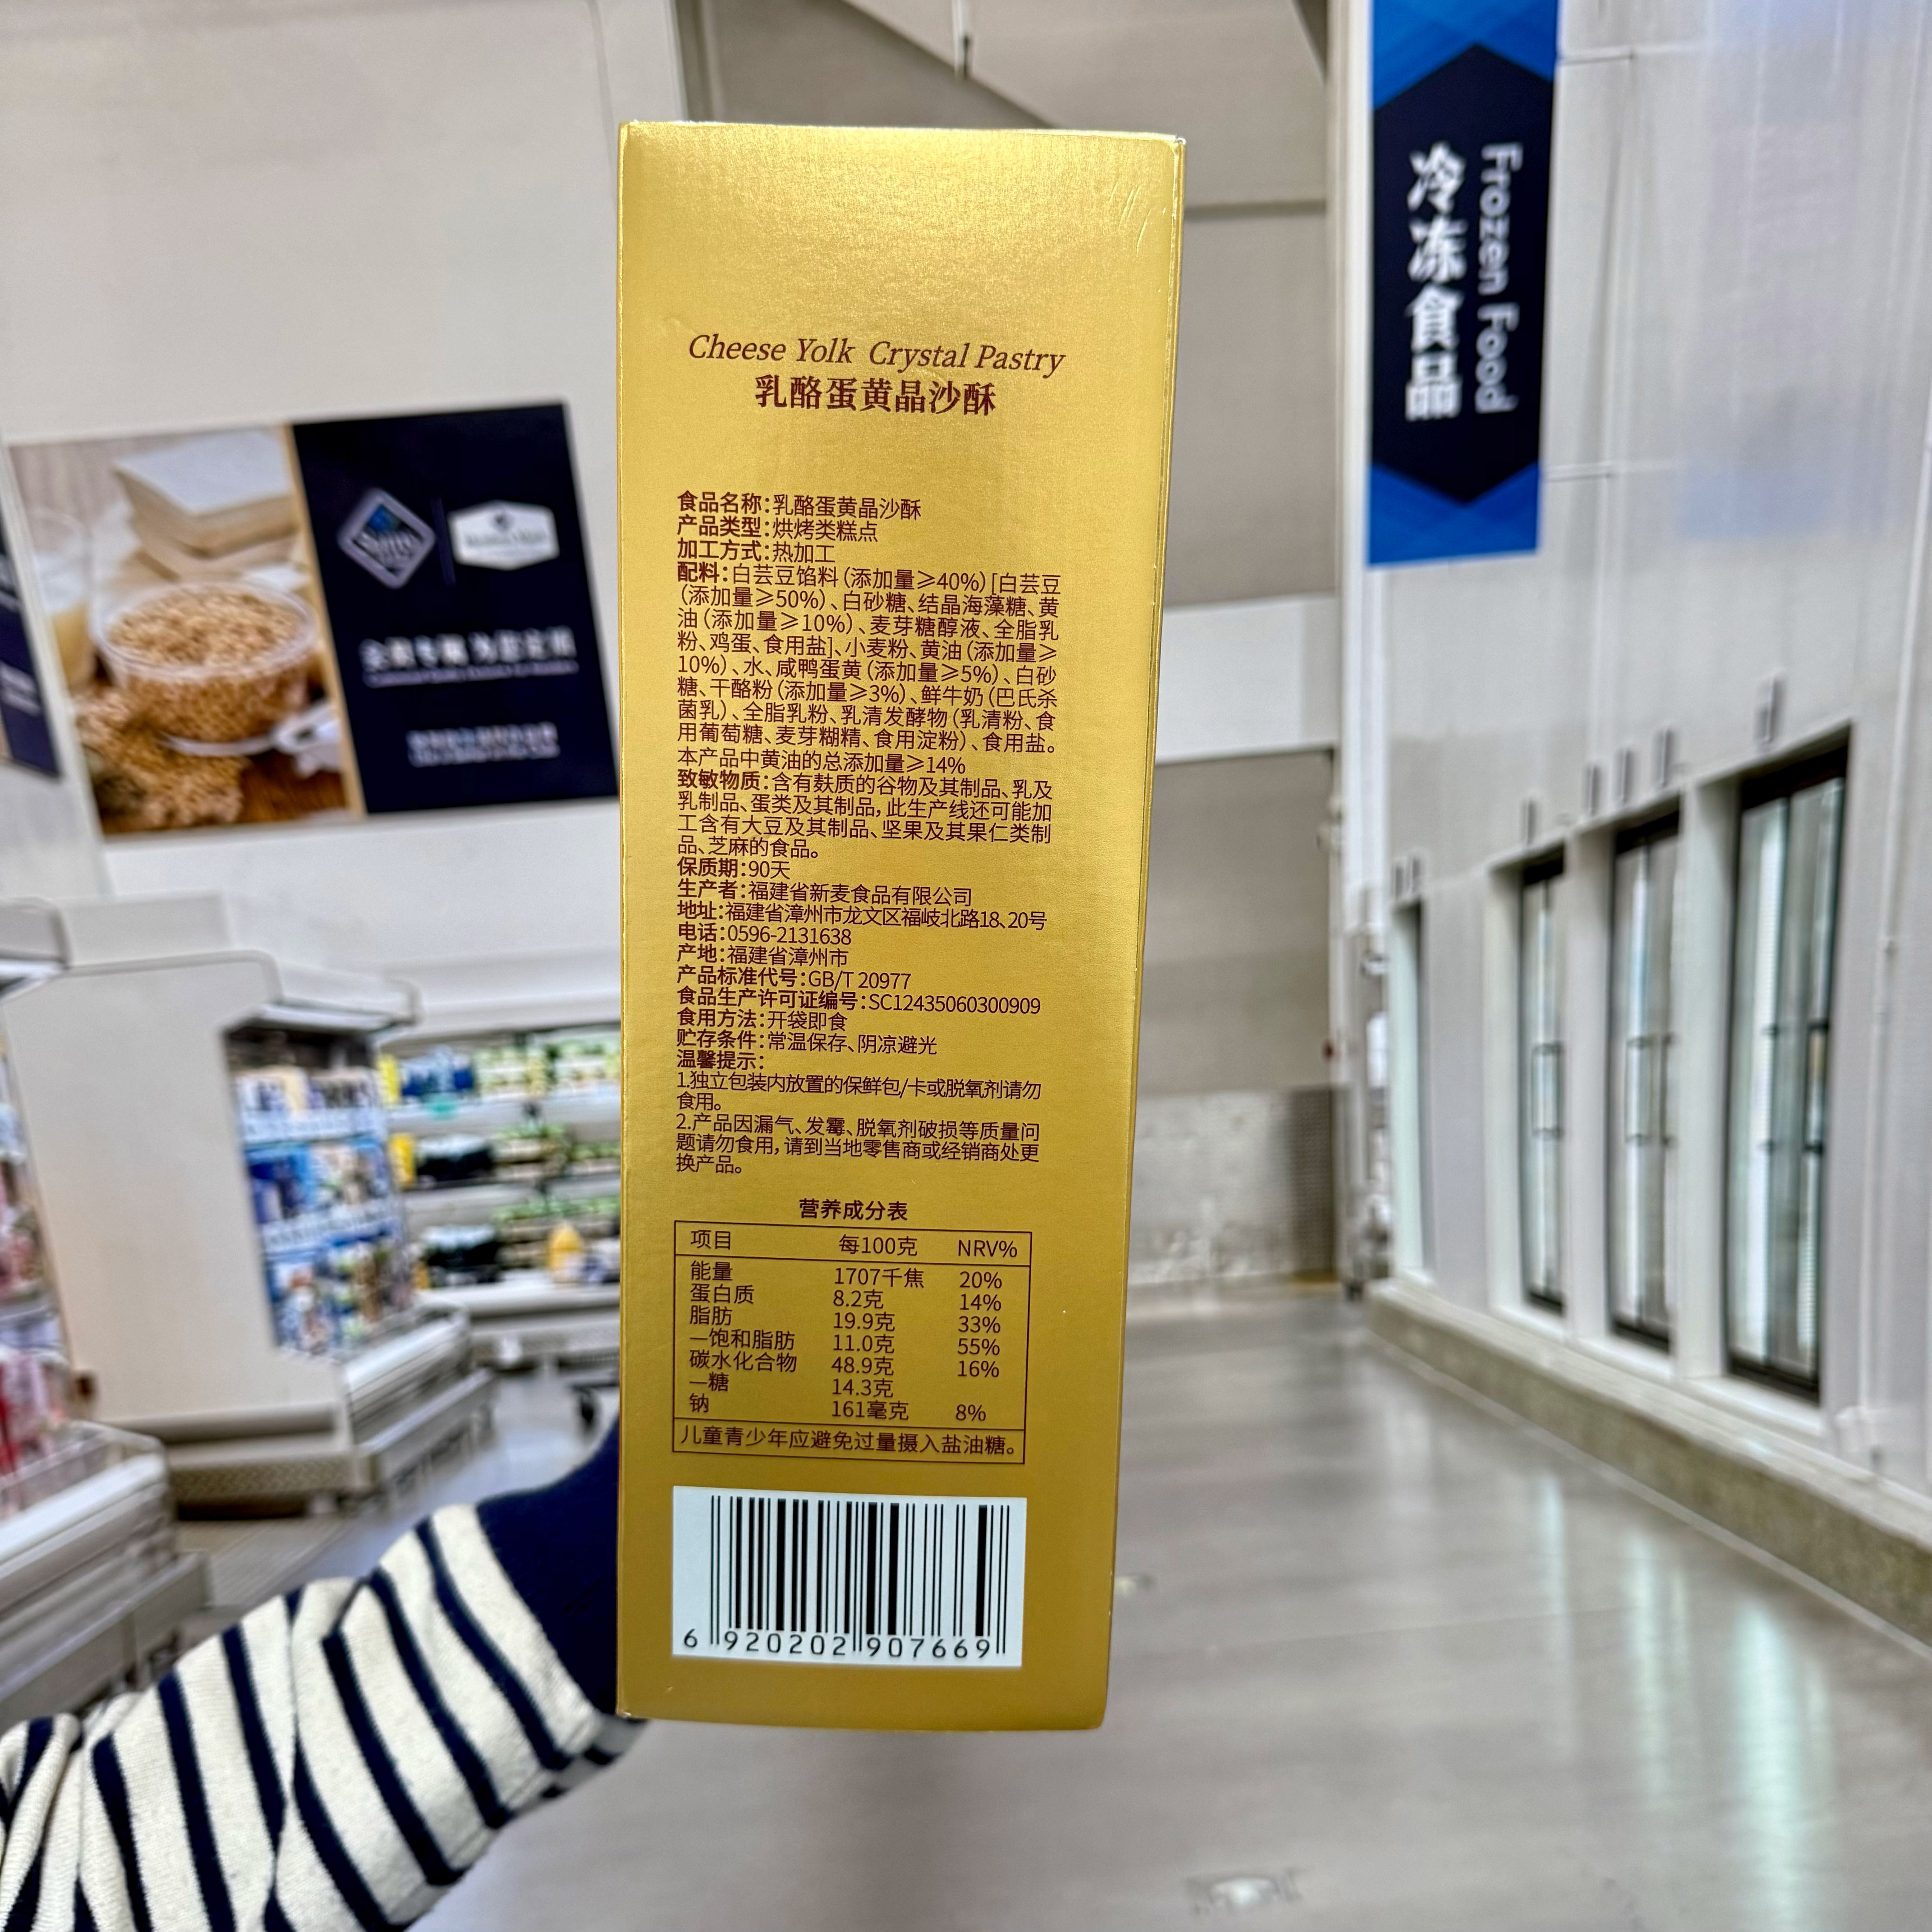 Cheese Yolk Crystal Pastry
乳酪蛋黄晶沙酥
食品名称：乳酪蛋黄晶沙酥
产品类型：烘烤类糕点
加工方式：热加工
配料：白芸豆馅料（添加量≥40%）[白芸豆
（添加量≥50%）、白砂糖、结晶海藻糖、黄
油（添加量≥10%）、麦芽糖醇液、全脂乳
粉、鸡蛋、食用盐]、小麦粉、黄油（添加量≥
10%）、水、咸鸭蛋黄（添加量≥5%）、白砂
糖、干酪粉（添加量≥3%）、鲜牛奶（巴氏杀
菌乳）、全脂乳粉、乳清发酵物（乳清粉、食
用葡萄糖、麦芽糊精、食用淀粉）、食用盐。
本产品中黄油的总添加量≥14%
致敏物质：含有麸质的谷物及其制品、乳及
乳制品、蛋类及其制品，此生产线还可能加
工含有大豆及其制品、坚果及其果仁类制
品、芝麻的食品。
保质期：90天
生产者：福建省新麦食品有限公司
地址：福建省漳州市龙文区福岐北路18、20号
电话：0596-2131638
产地：福建省漳州市
产品标准代号：GB/T 20977
食品生产许可证编号：SC12435060300909
食用方法：开袋即食
贮存条件：常温保存、阴凉避光
温馨提示：
1.独立包装内放置的保鲜包/卡或脱氧剂请勿
食用。
2.产品因漏气、发霉、脱氧剂破损等质量问
题请勿食用，请到当地零售商或经销商处更
换产品。
营养成分表
项目 每100克 NRV%
能量 1707千焦 20%
蛋白质 8.2克 14%
脂肪 19.9克 33%
—饱和脂肪 11.0克 55%
碳水化合物 48.9克 16%
—糖 14.3克
钠 161毫克 8%
儿童青少年应避免过量摄入盐油糖。
6 920202 907669
Frozen Food
冷冻食品